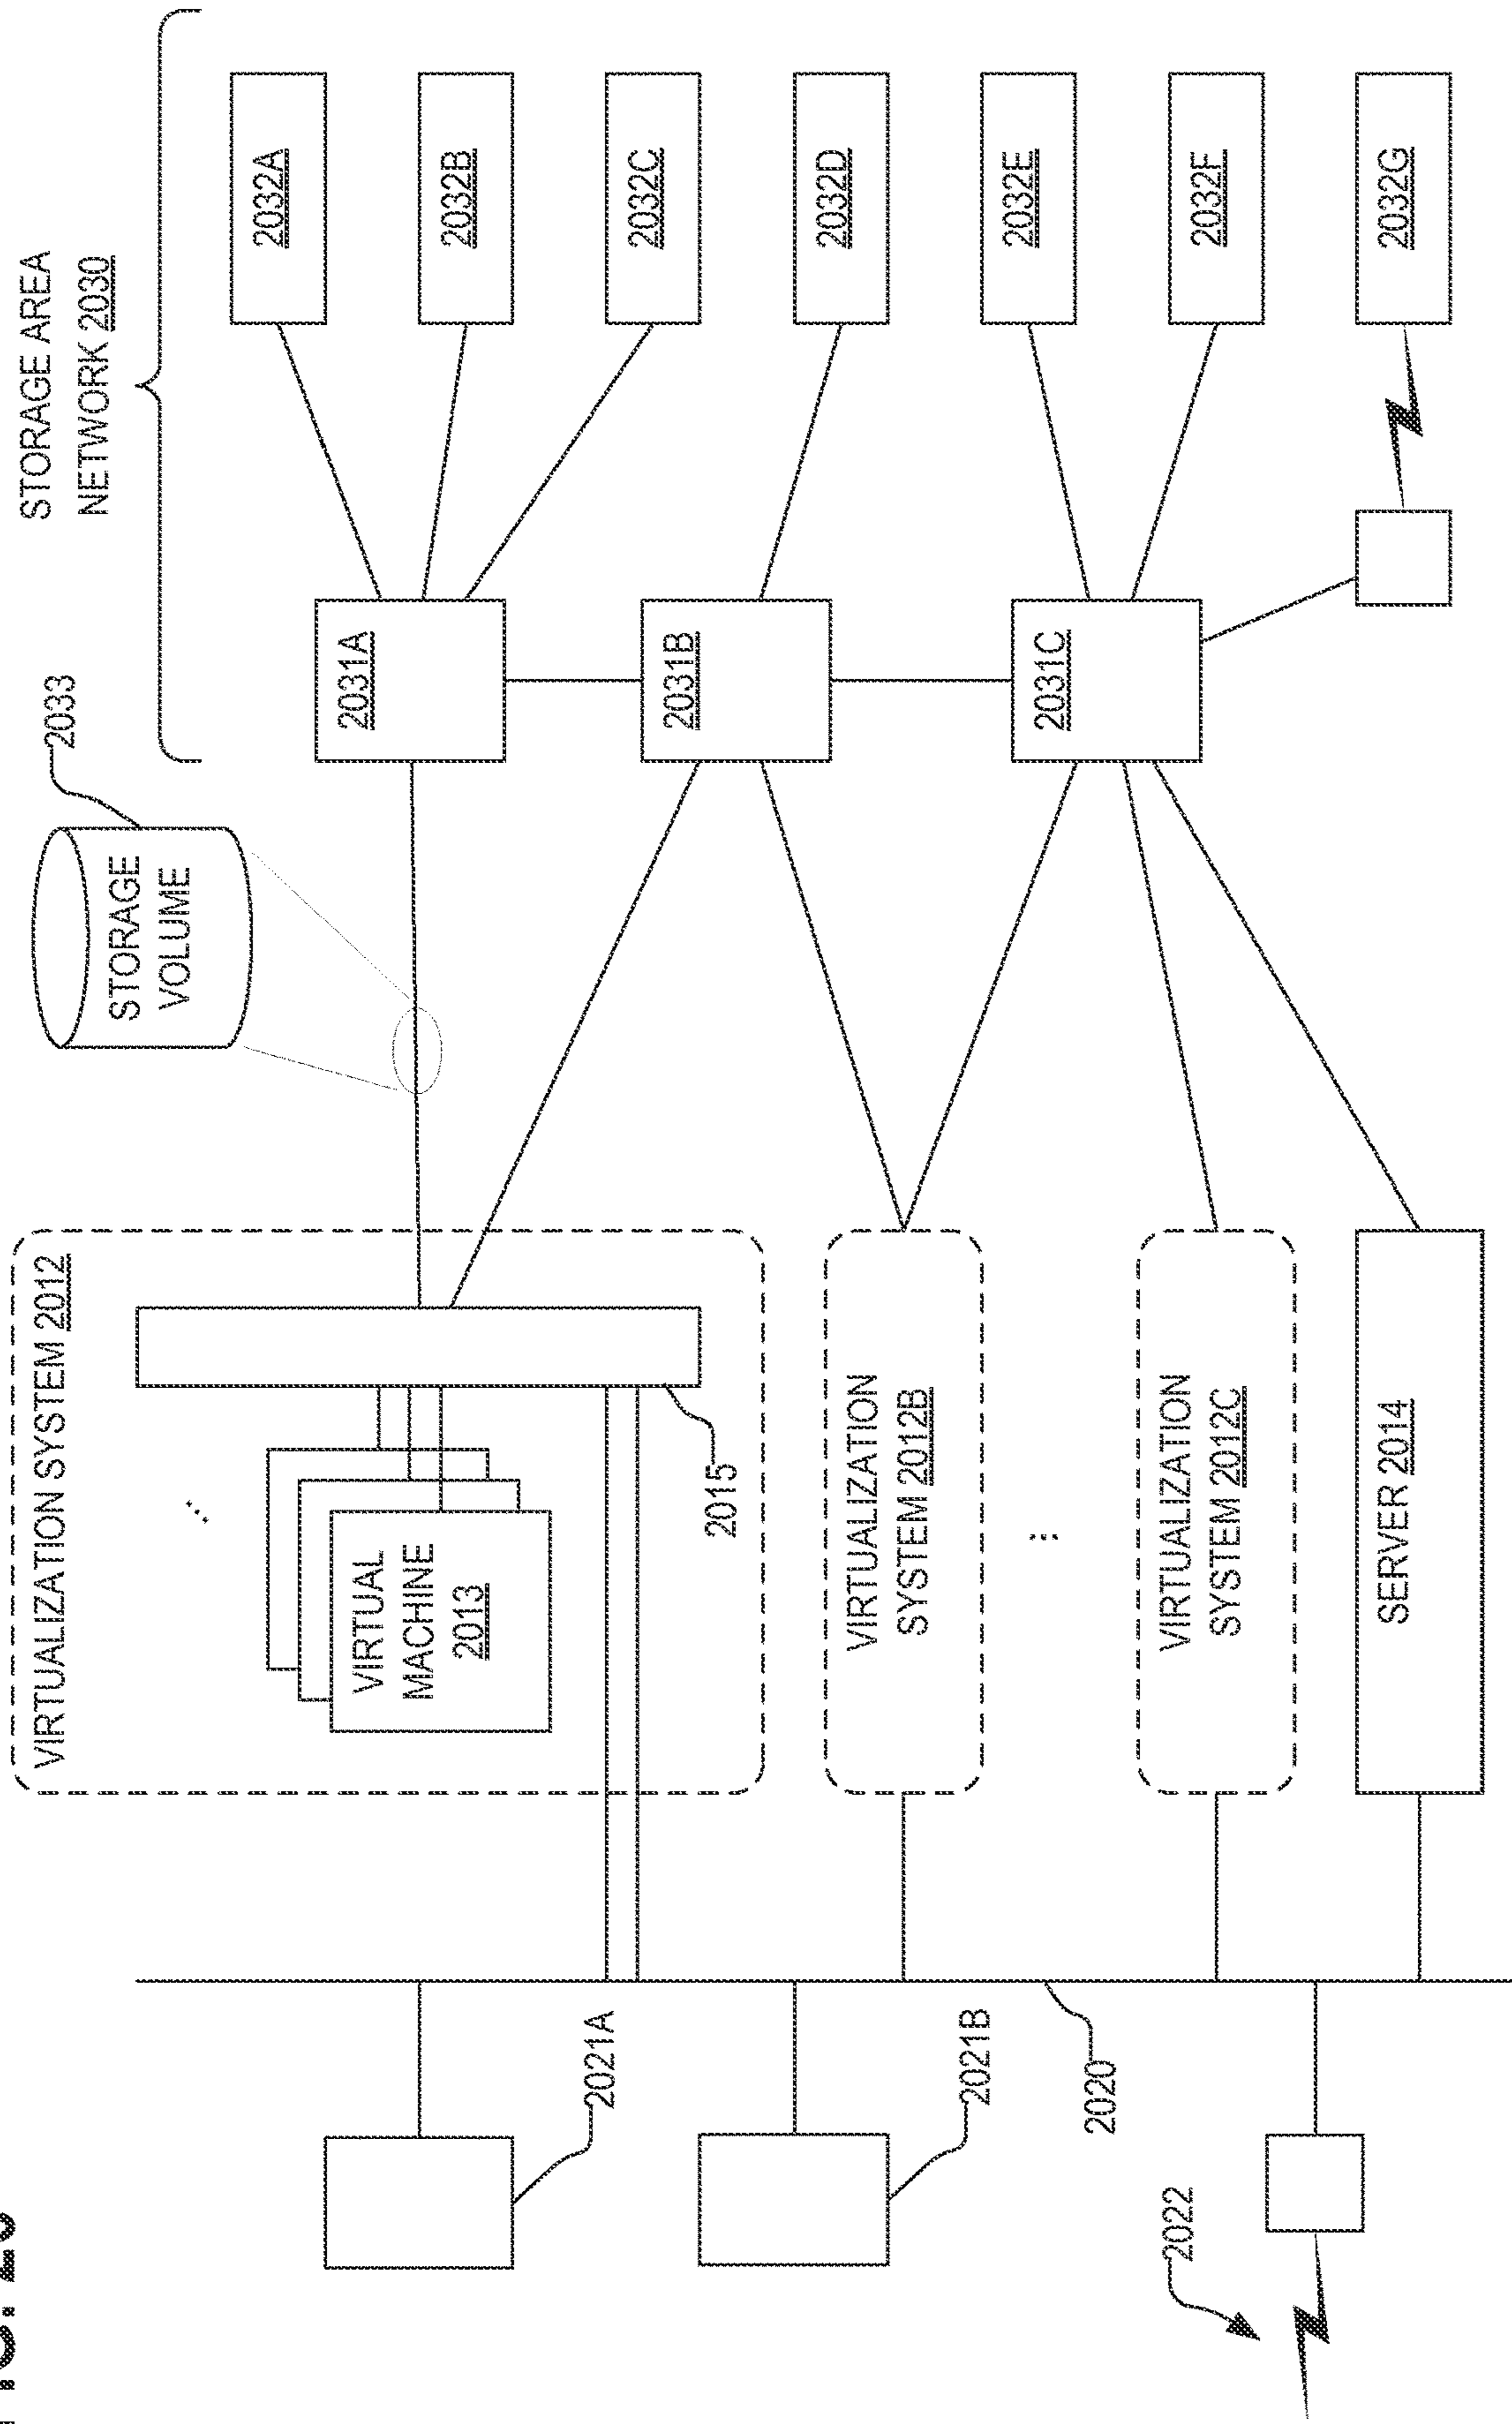 STORAGE AREA
NETWORK 2030
2032A
2032B
2032C
2032D
2032E
2032F
2032G
2031A
2031B
2031C
2033
STORAGE
VOLUME
VIRTUALIZATION SYSTEM 2012
...
VIRTUAL
MACHINE
2013
2015
VIRTUALIZATION
SYSTEM 2012B
...
VIRTUALIZATION
SYSTEM 2012C
SERVER 2014
2021A
2021B
2020
2022